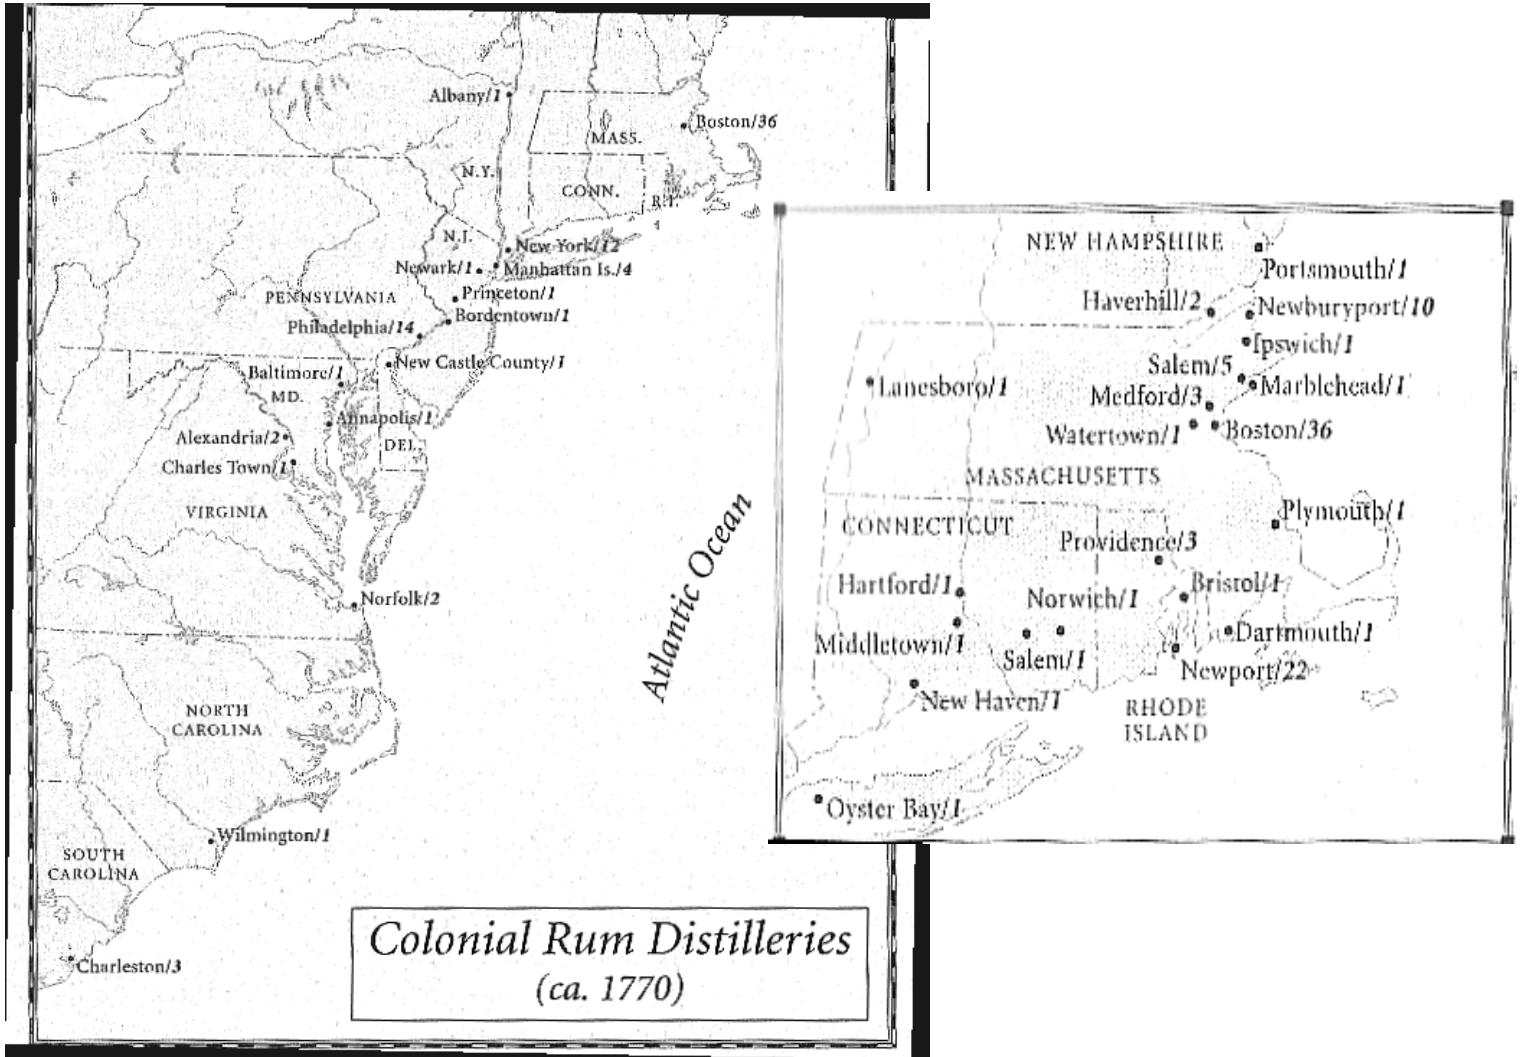 Albany/1
Boston/36
MASS.
N.Y.
CONN.
R.I.
N.J.
New York/12
Newark/1
Manhattan Is./4
Princeton/1
PENNSYLVANIA
Bordentown/1
Philadelphia/14
New Castle County/1
Baltimore/1
MD.
Annapolis/1
Alexandria/2
DEL.
Charles Town/1
VIRGINIA
Norfolk/2
Atlantic Ocean
NORTH
CAROLINA
Wilmington/1
SOUTH
CAROLINA
Charleston/3
Colonial Rum Distilleries
(ca. 1770)
NEW HAMPSHIRE
Portsmouth/1
Haverhill/2
Newburyport/10
Ipswich/1
Salem/5
Lanesboro/1
Marblehead/1
Medford/3
Watertown/1
Boston/36
MASSACHUSETTS
Plymouth/1
CONNECTICUT
Providence/3
Hartford/1
Bristol/1
Norwich/1
Middletown/1
Dartmouth/1
Salem/1
Newport/22
New Haven/1
RHODE
ISLAND
Oyster Bay/1